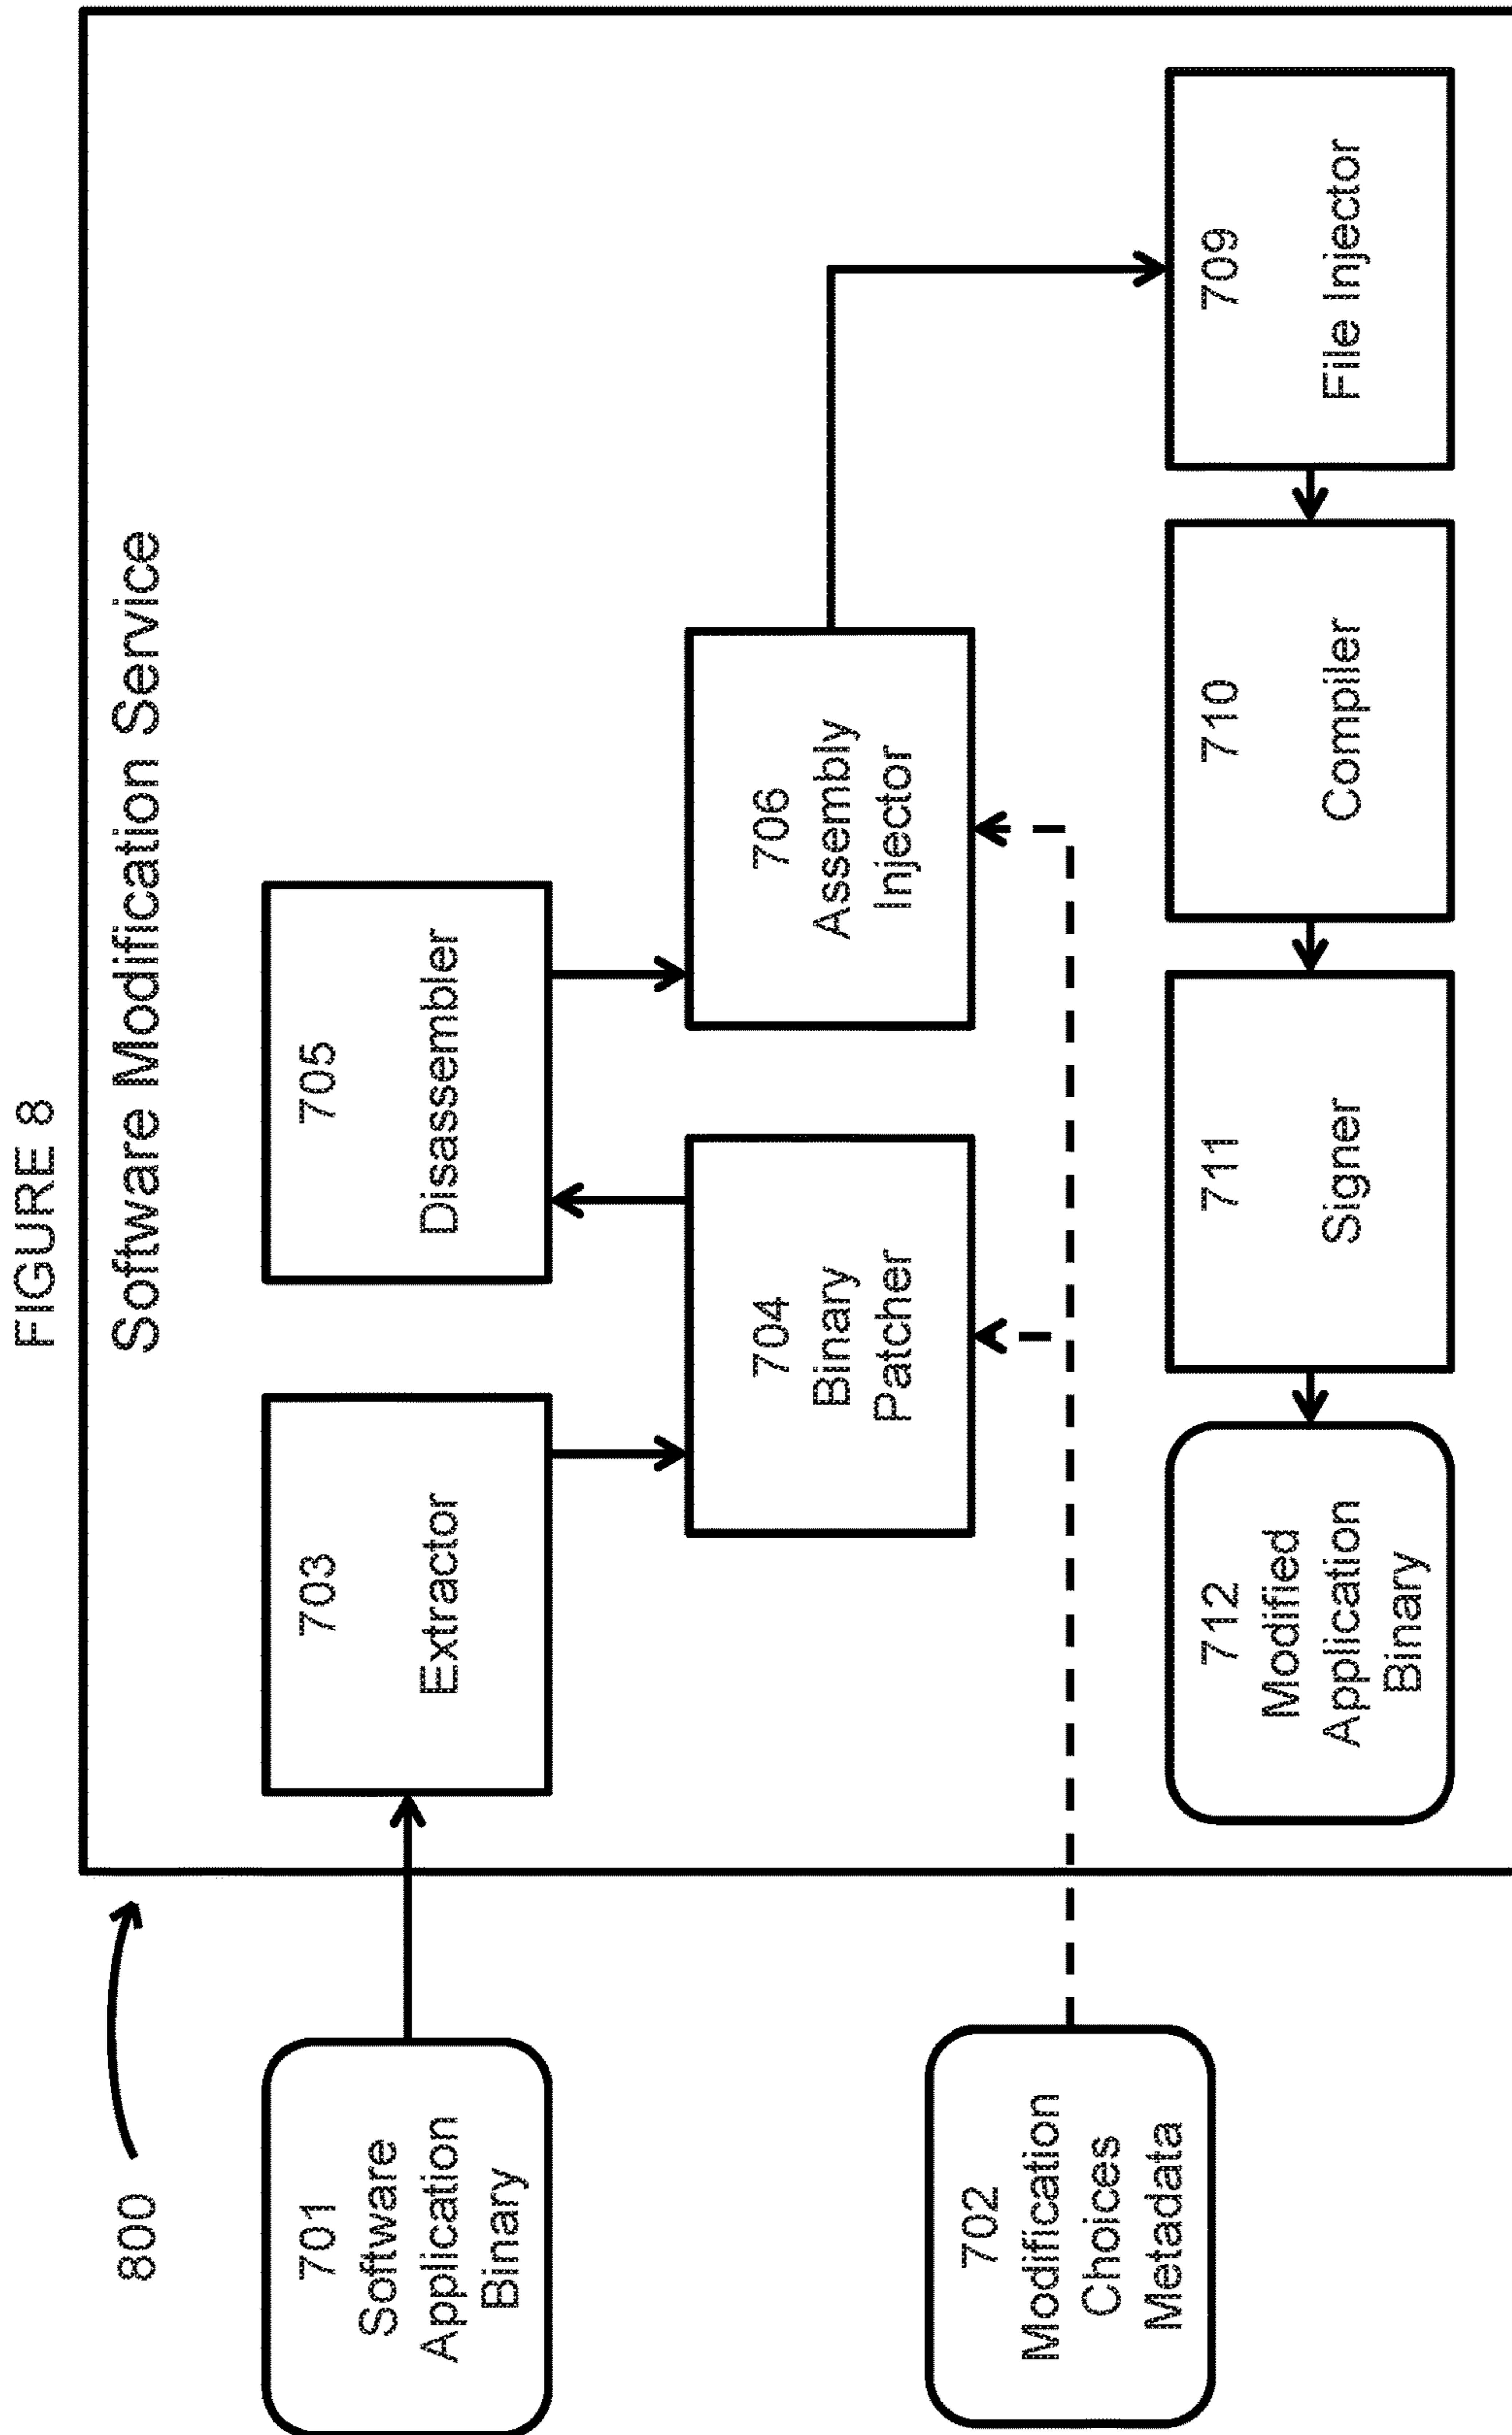 FIGURE 8
800
Software Modification Service
701
Software
Application
Binary
703
Extractor
705
Disassembler
704
Binary
Patcher
706
Assembly
Injector
702
Modification
Choices
Metadata
712
Modified
Application
Binary
711
Signer
710
Compiler
709
File Injector